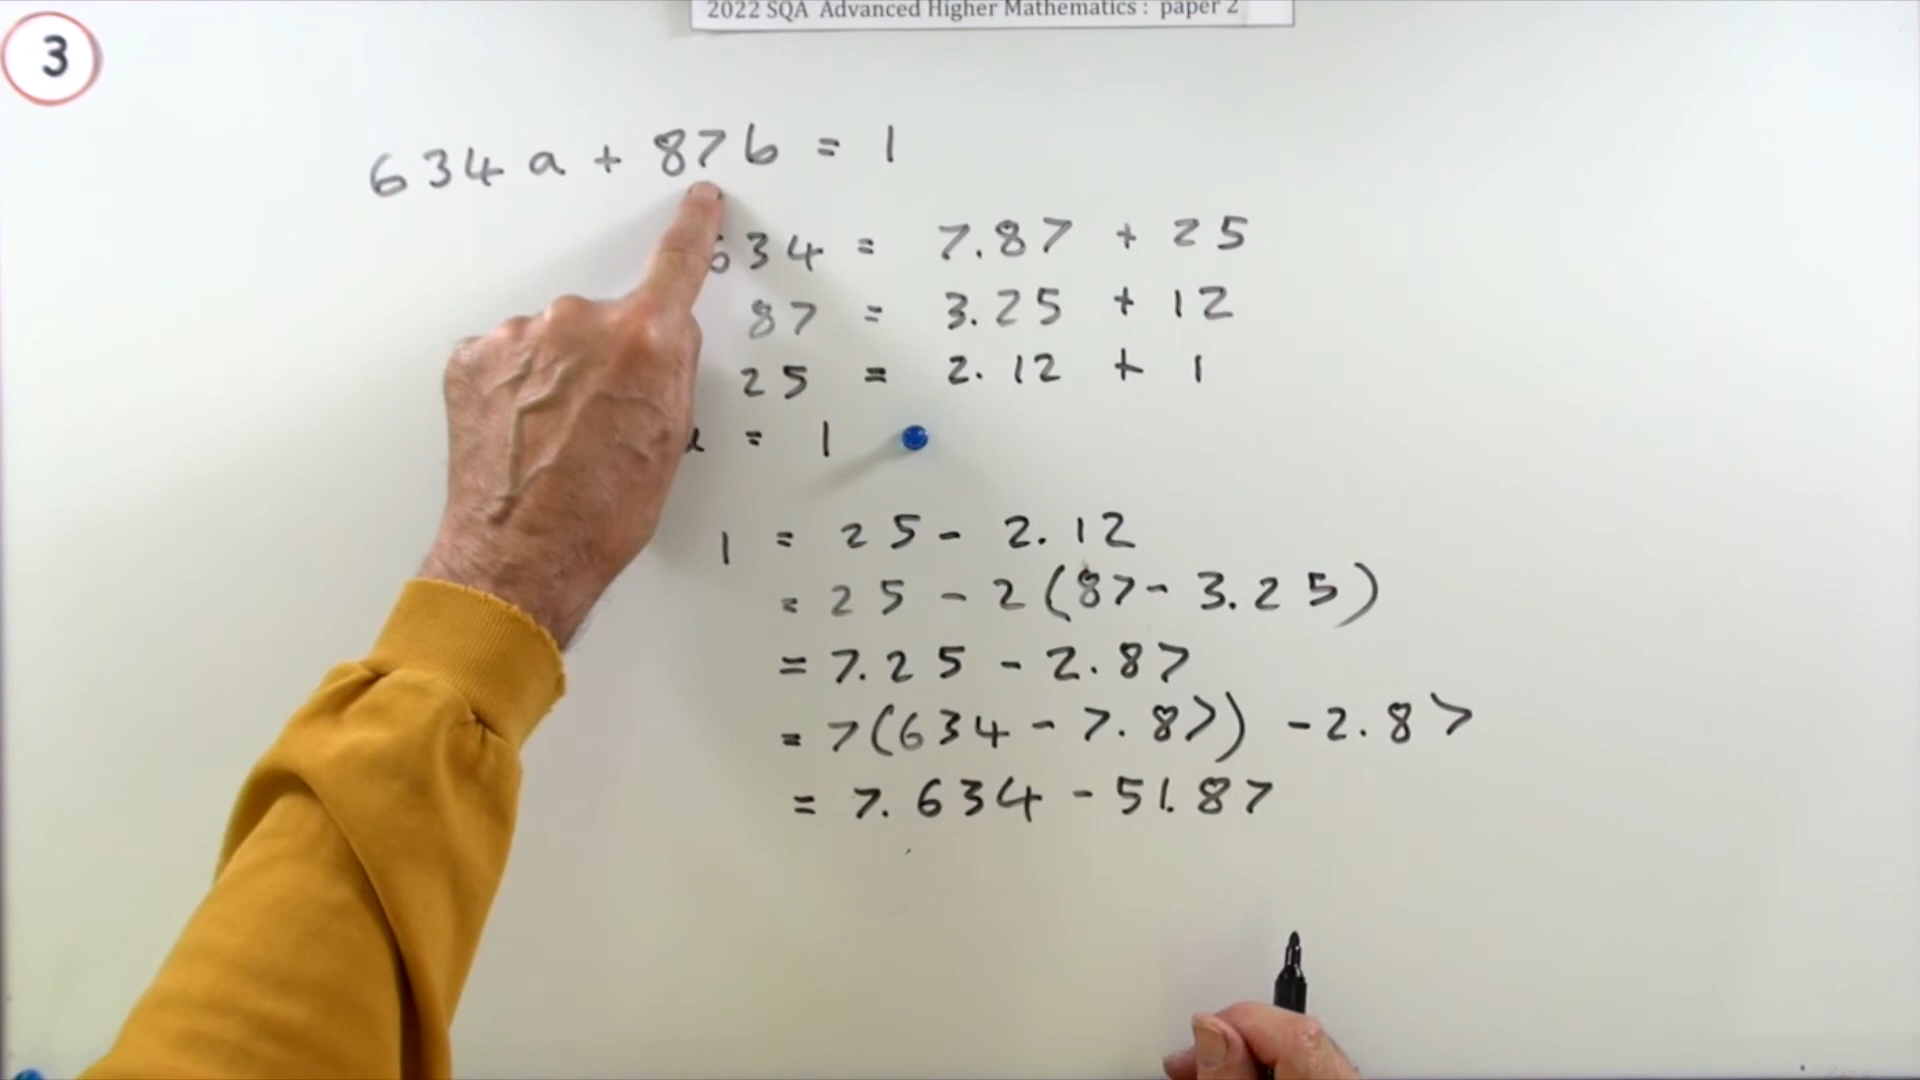 2022 SQA Advanced Higher Mathematics : paper 2
3
634a + 87b = 1
634 = 7.87 + 25
87 = 3.25 + 12
25 = 2.12 + 1
= 1
1 = 25 - 2.12
= 25 - 2(87 - 3.25)
= 7.25 - 2.87
= 7(634 - 7.87) - 2.87
= 7.634 - 51.87